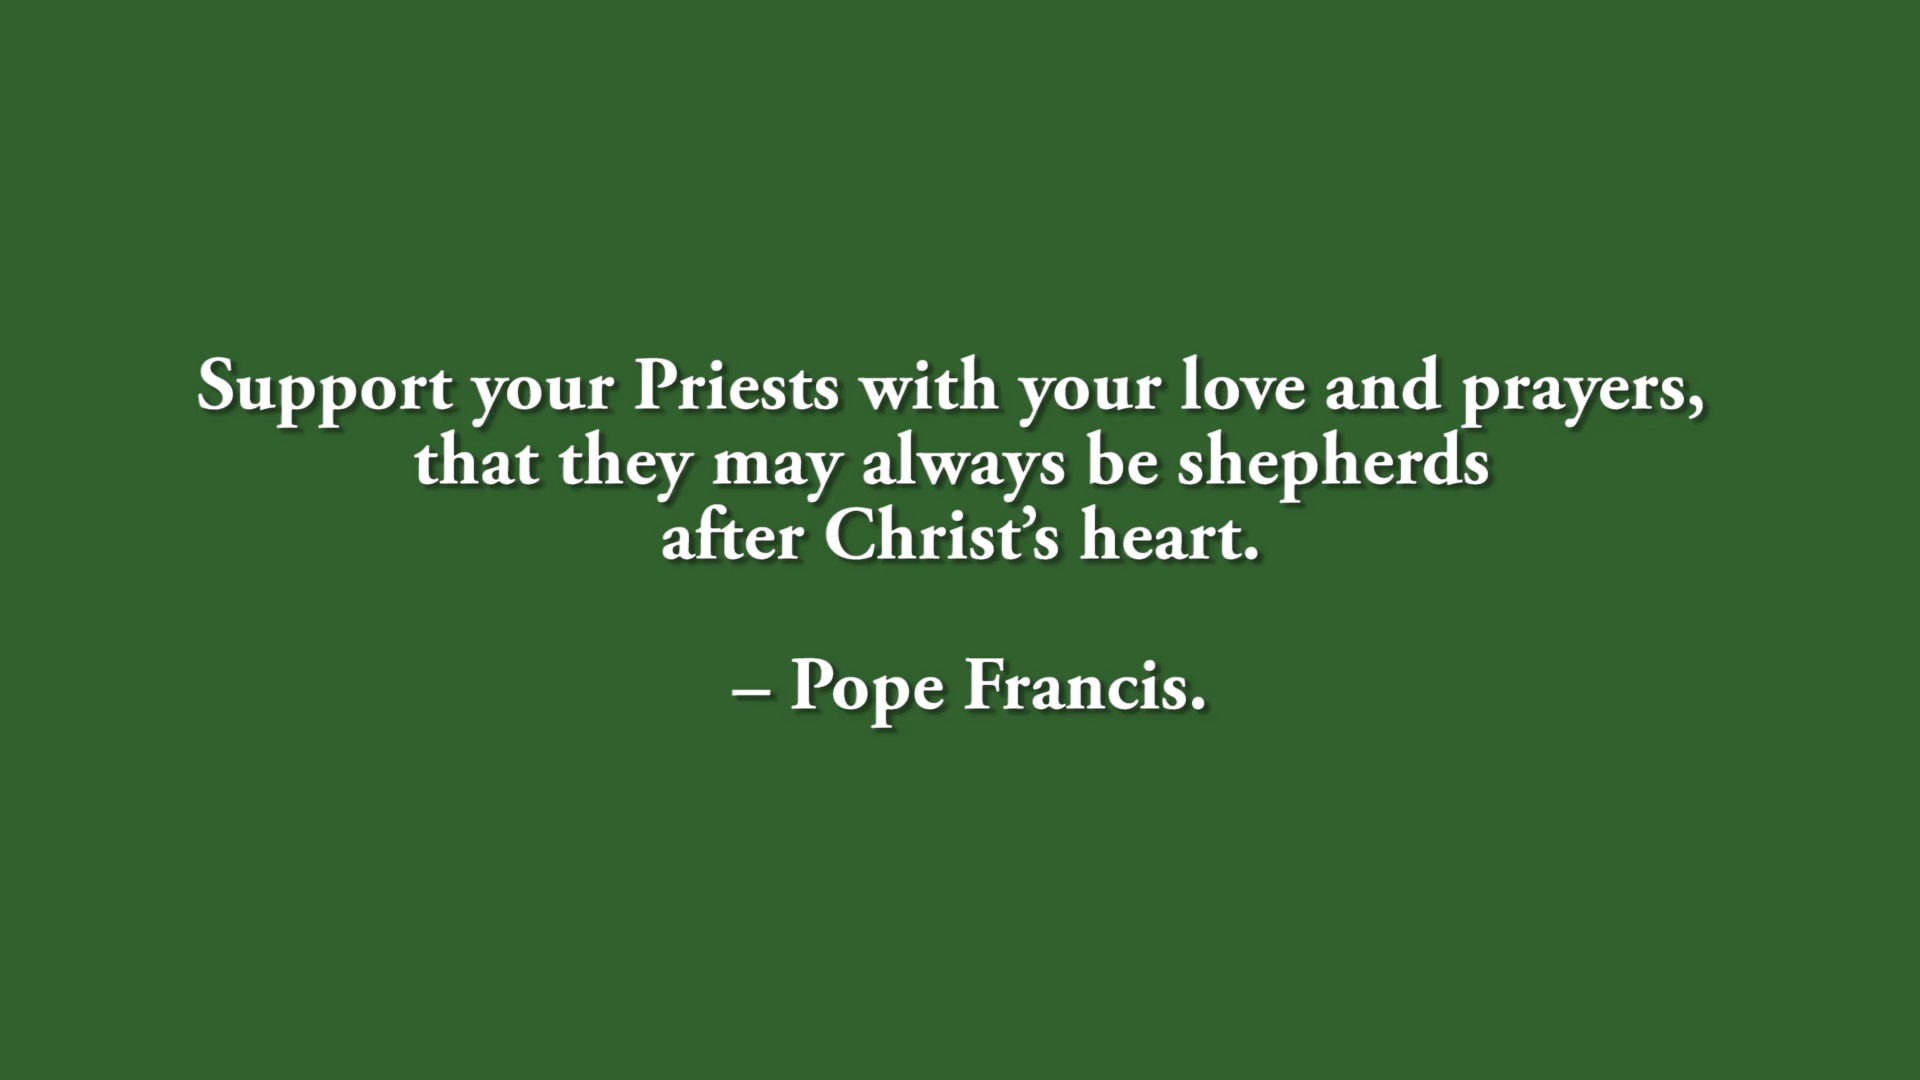 Support your Priests with your love and prayers,
that they may always be shepherds
after Christ’s heart.
– Pope Francis.